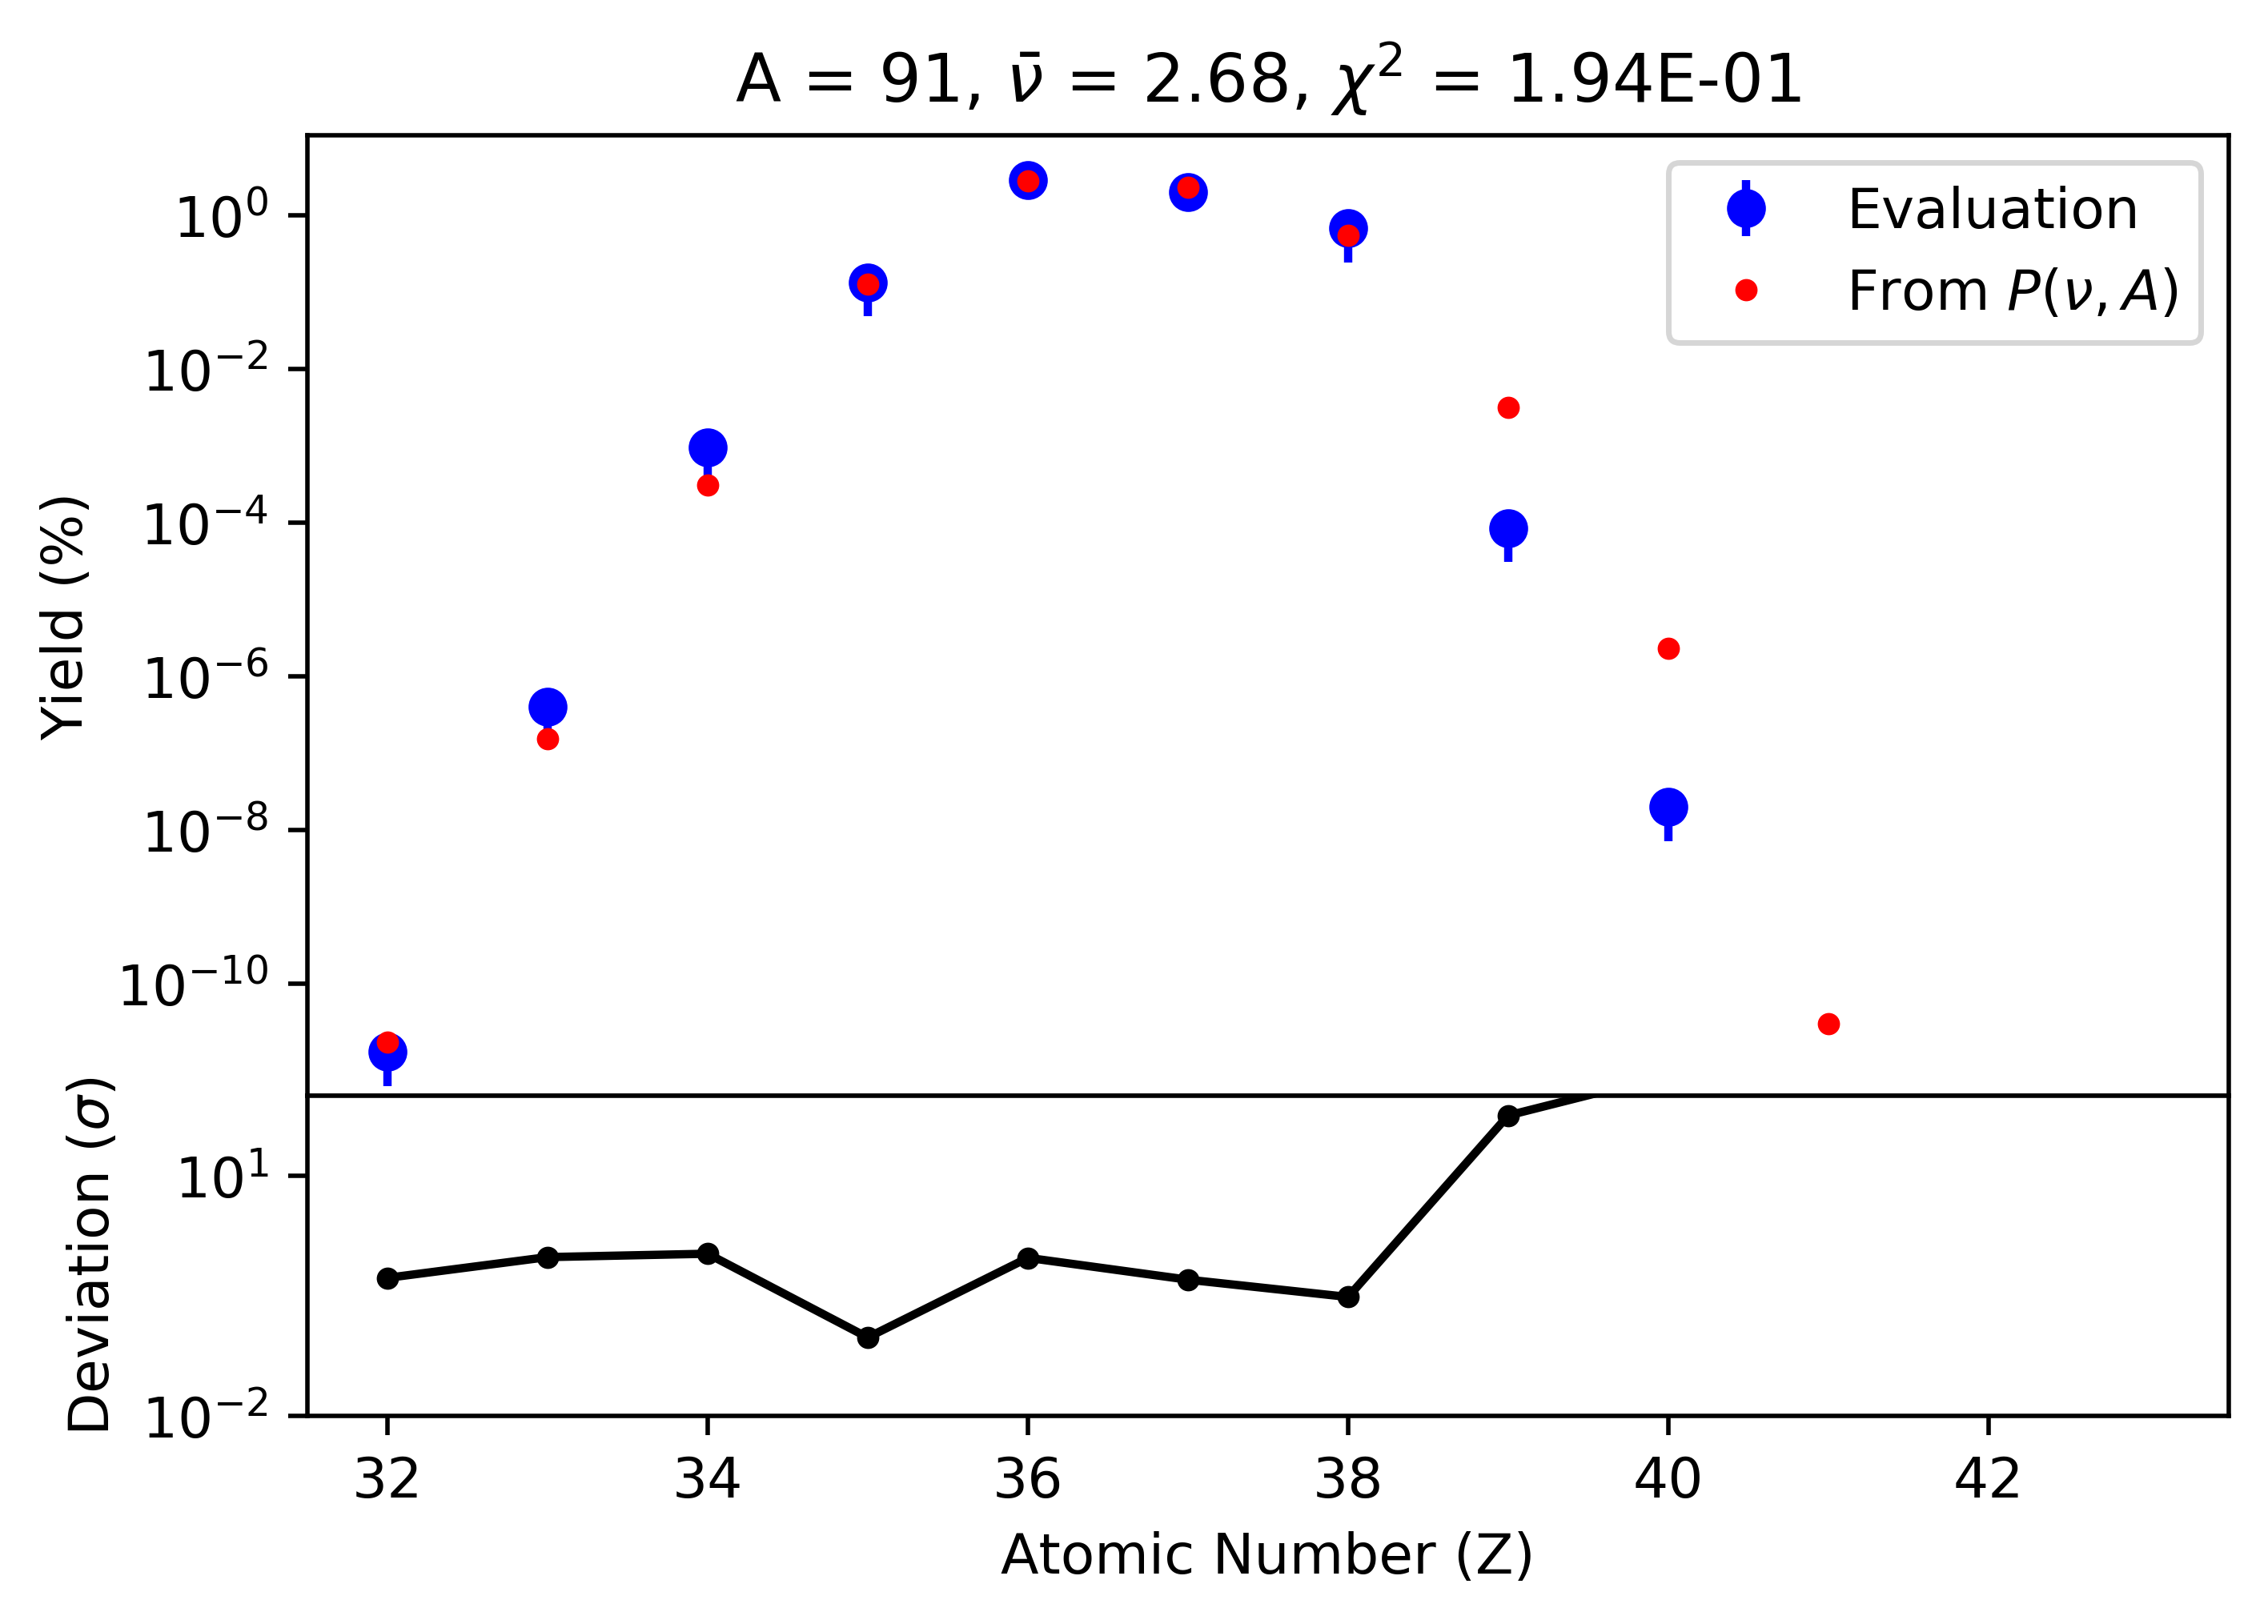 A = 91, ν̄ = 2.68, χ² = 1.94E-01
Evaluation
From P(ν, A)
Yield (%)
10⁰
10⁻²
10⁻⁴
10⁻⁶
10⁻⁸
10⁻¹⁰
Deviation (σ)
10¹
10⁻²
32 34 36 38 40 42
Atomic Number (Z)